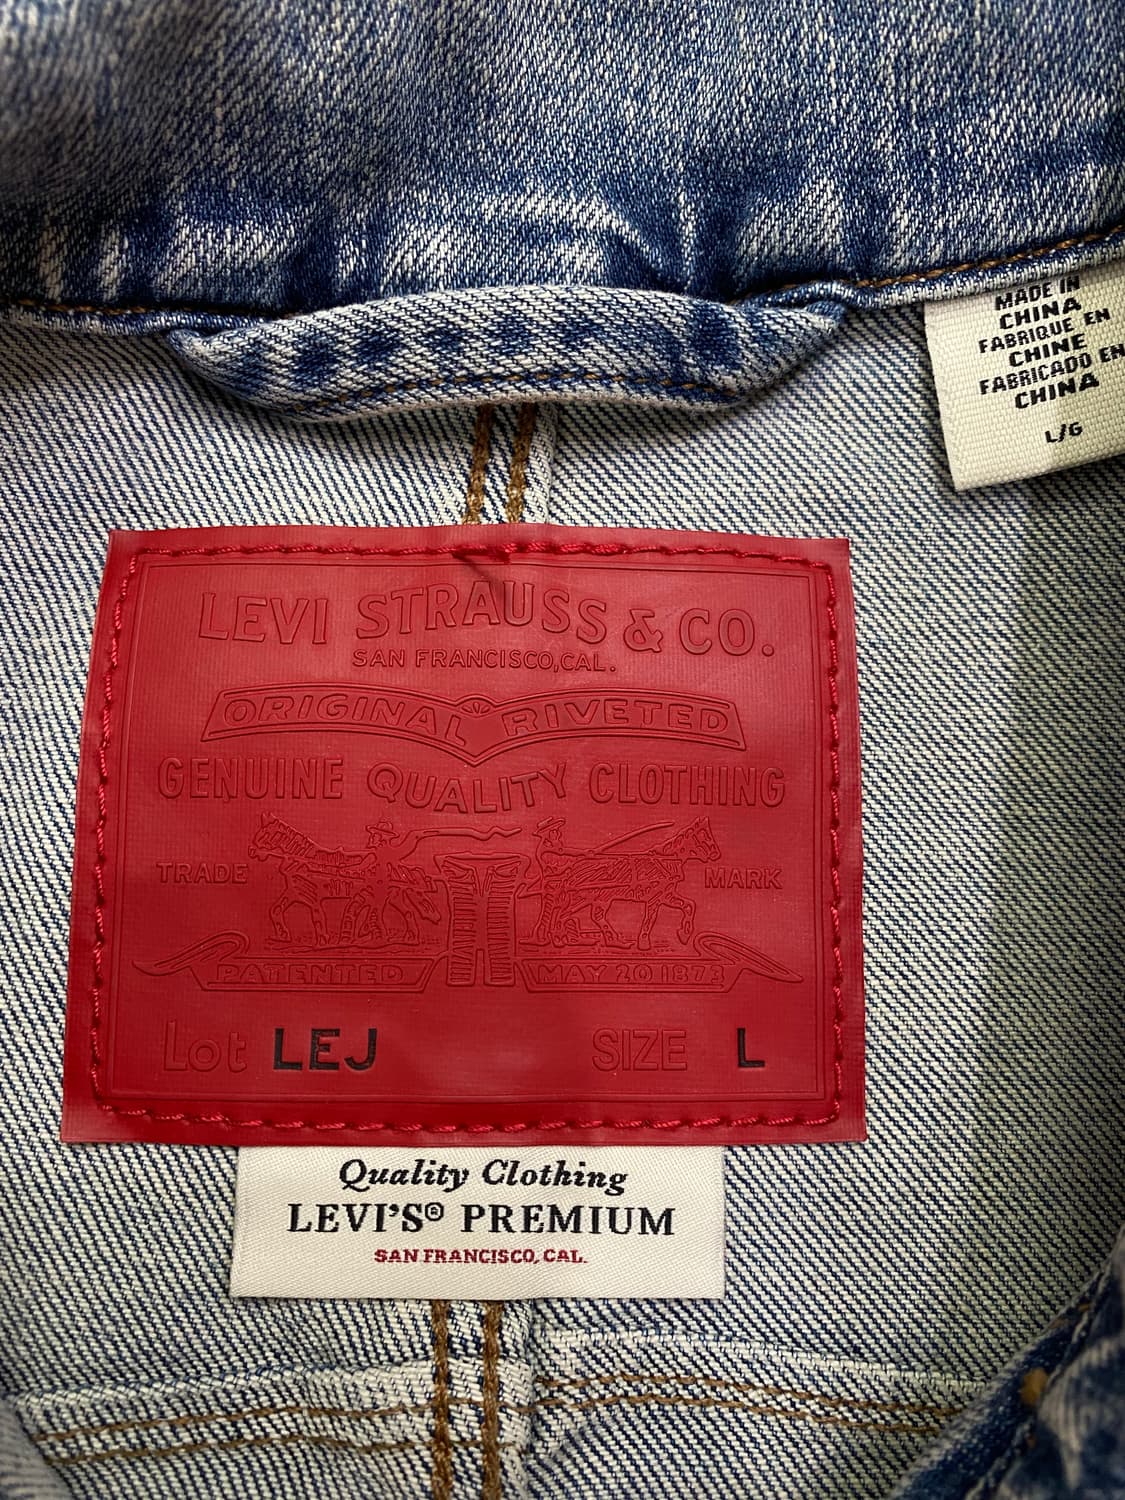 MADE IN
CHINA
FABRIQUE EN
CHINE
FABRICADO EN
CHINA
L/G
LEVI STRAUSS & CO.
SAN FRANCISCO,CAL.
ORIGINAL RIVETED
GENUINE QUALITY CLOTHING
TRADE MARK
PATENTED MAY 20 1873
Lot LEJ SIZE L
Quality Clothing
LEVI'S® PREMIUM
SAN FRANCISCO, CAL.